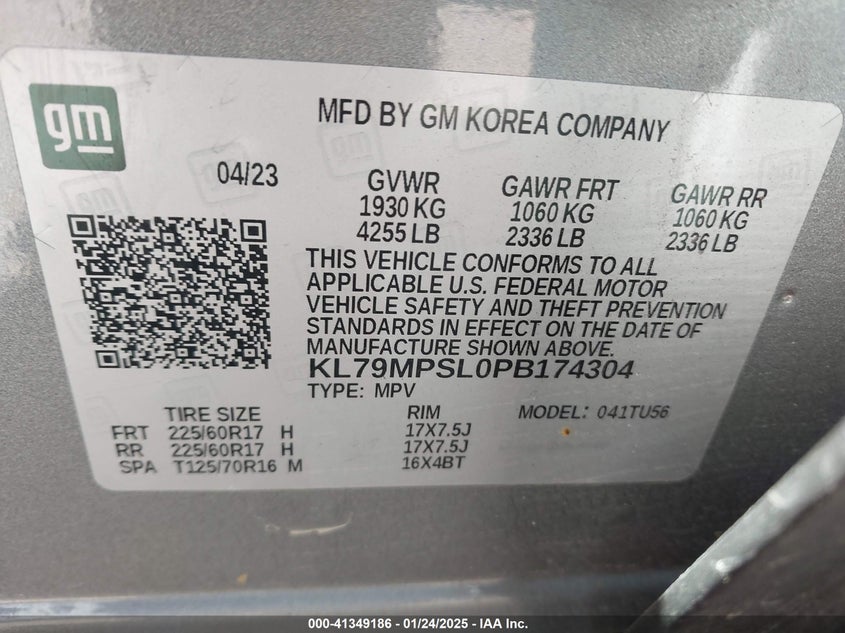 gm
MFD BY GM KOREA COMPANY
04/23
GVWR GAWR FRT GAWR RR
1930 KG 1060 KG 1060 KG
4255 LB 2336 LB 2336 LB
THIS VEHICLE CONFORMS TO ALL
APPLICABLE U.S. FEDERAL MOTOR
VEHICLE SAFETY AND THEFT PREVENTION
STANDARDS IN EFFECT ON THE DATE OF
MANUFACTURE SHOWN ABOVE.
KL79MPSL0PB174304
TYPE: MPV
TIRE SIZE RIM MODEL: 041TU56
FRT 225/60R17 H 17X7.5J
RR 225/60R17 H 17X7.5J
SPA T125/70R16 M 16X4BT
000-41349186 - 01/24/2025 - IAA Inc.